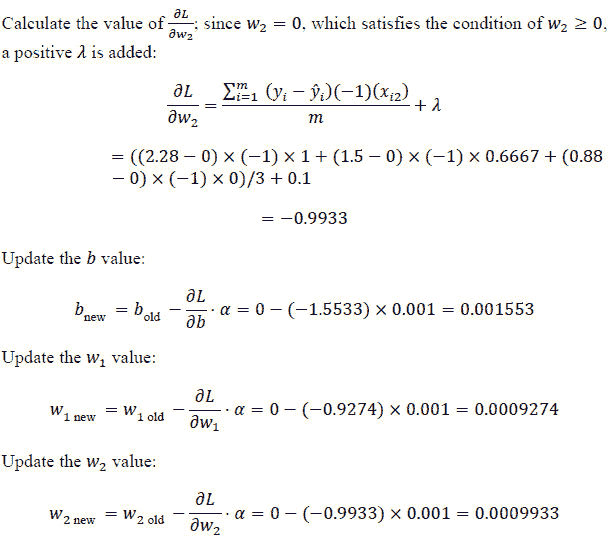 Calculate the value of ∂L/∂w₂; since w₂ = 0, which satisfies the condition of w₂ ≥ 0,
a positive λ is added:
∂L/∂w₂ = ∑ᵢ₌₁ᵐ (yᵢ − ŷᵢ)(−1)(xᵢ₂)/m + λ
= ((2.28 − 0) × (−1) × 1 + (1.5 − 0) × (−1) × 0.6667 + (0.88
− 0) × (−1) × 0)/3 + 0.1
= −0.9933
Update the b value:
b_new = b_old − ∂L/∂b · α = 0 − (−1.5533) × 0.001 = 0.001553
Update the w₁ value:
w₁ new = w₁ old − ∂L/∂w₁ · α = 0 − (−0.9274) × 0.001 = 0.0009274
Update the w₂ value:
w₂ new = w₂ old − ∂L/∂w₂ · α = 0 − (−0.9933) × 0.001 = 0.0009933